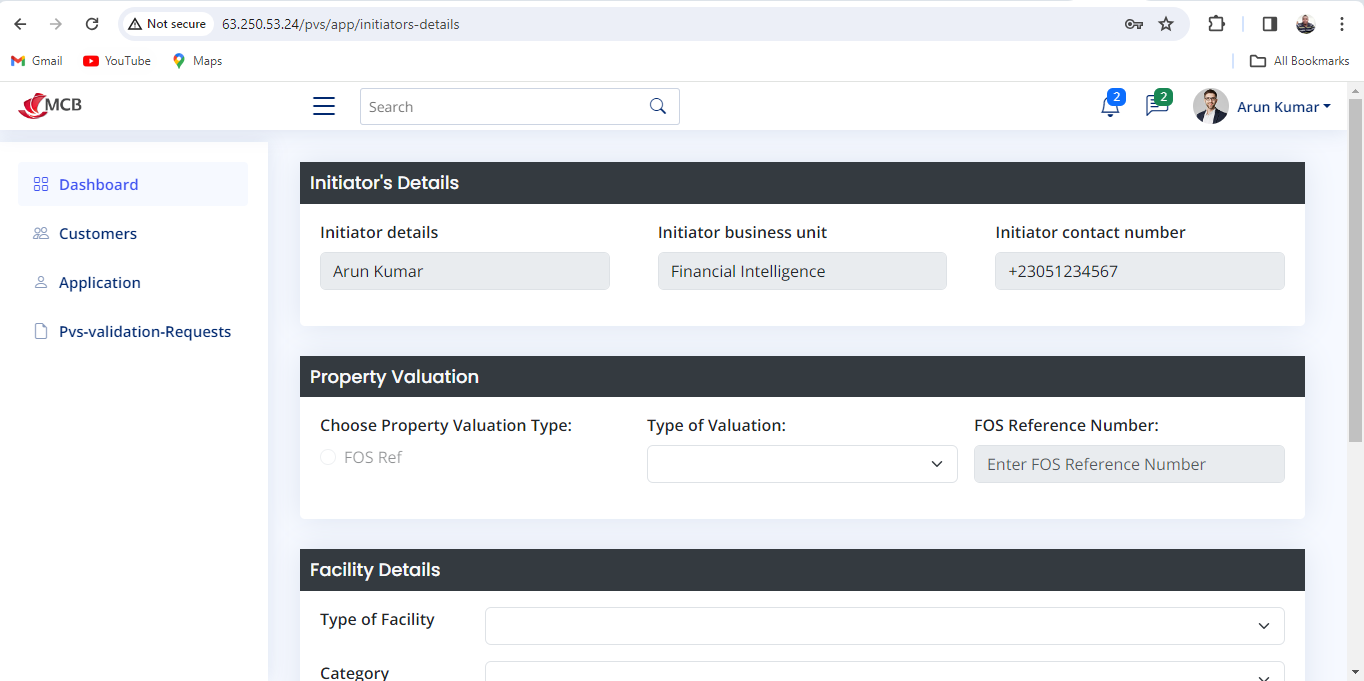 Not secure 63.250.53.24/pvs/app/initiators-details
Gmail YouTube Maps All Bookmarks
MCB Search 2 2 Arun Kumar
Dashboard
Customers
Application
Pvs-validation-Requests
Initiator's Details
Initiator details Initiator business unit Initiator contact number
Arun Kumar Financial Intelligence +23051234567
Property Valuation
Choose Property Valuation Type: Type of Valuation: FOS Reference Number:
FOS Ref Enter FOS Reference Number
Facility Details
Type of Facility
Category